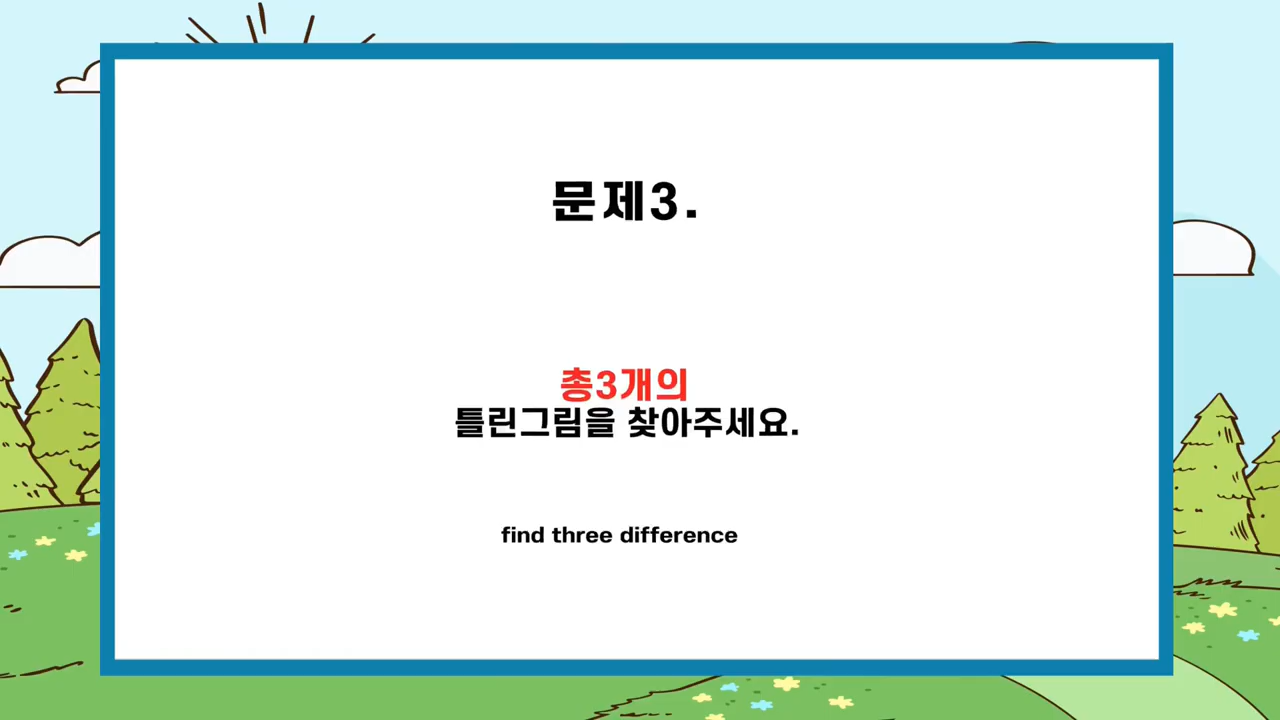 문제3.
총3개의
틀린그림을 찾아주세요.
find three difference